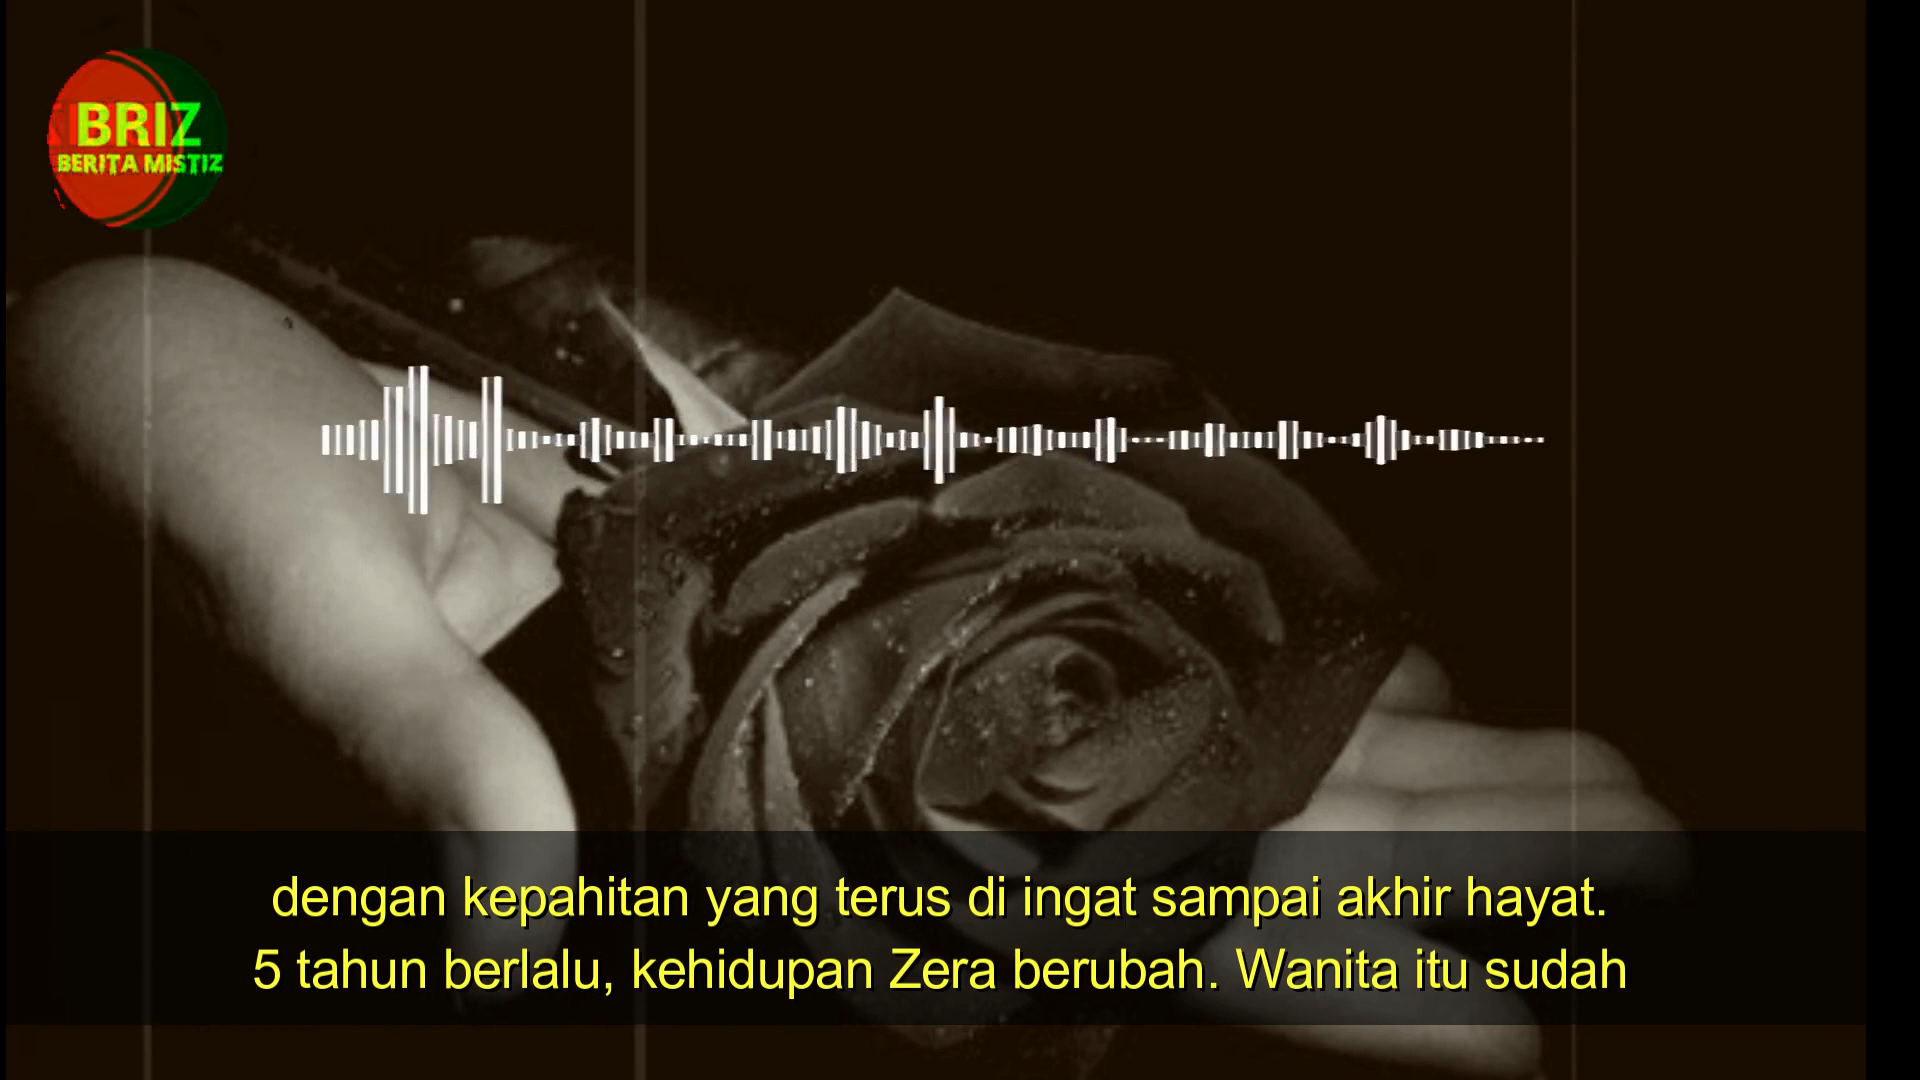 BRIZ
BERITA MISTIZ
dengan kepahitan yang terus di ingat sampai akhir hayat.
5 tahun berlalu, kehidupan Zera berubah. Wanita itu sudah